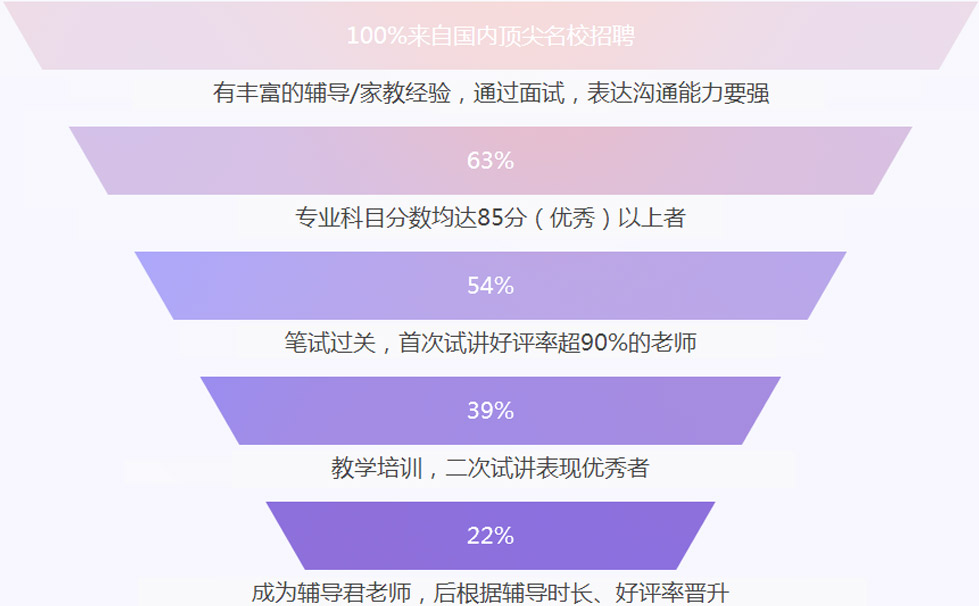 100%来自国内顶尖名校招聘
有丰富的辅导/家教经验，通过面试，表达沟通能力要强
63%
专业科目分数均达85分（优秀）以上者
54%
笔试过关，首次试讲好评率超90%的老师
39%
教学培训，二次试讲表现优秀者
22%
成为辅导君老师，后根据辅导时长、好评率晋升